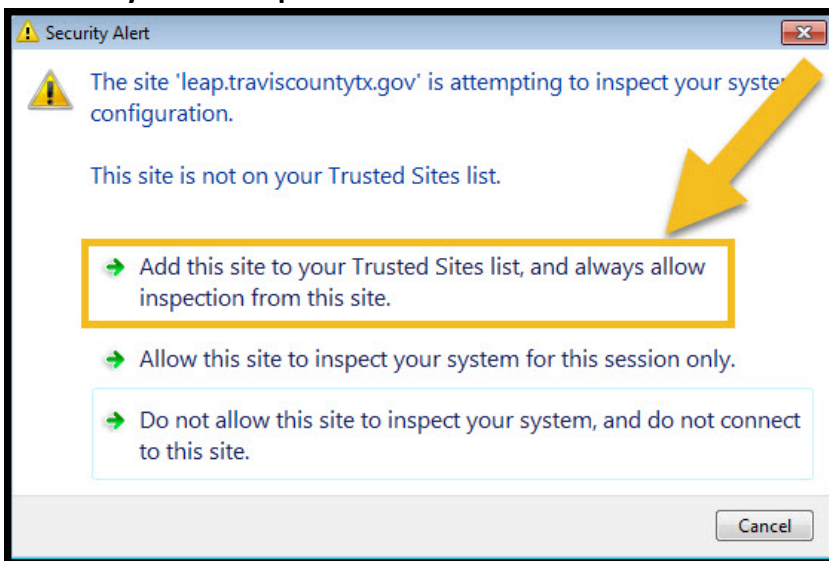 Security Alert
The site 'leap.traviscountytx.gov' is attempting to inspect your
configuration.
This site is not on your Trusted Sites list.
Add this site to your Trusted Sites list, and always allow
inspection from this site.
Allow this site to inspect your system for this session only.
Do not allow this site to inspect your system, and do not connect
to this site.
Cancel